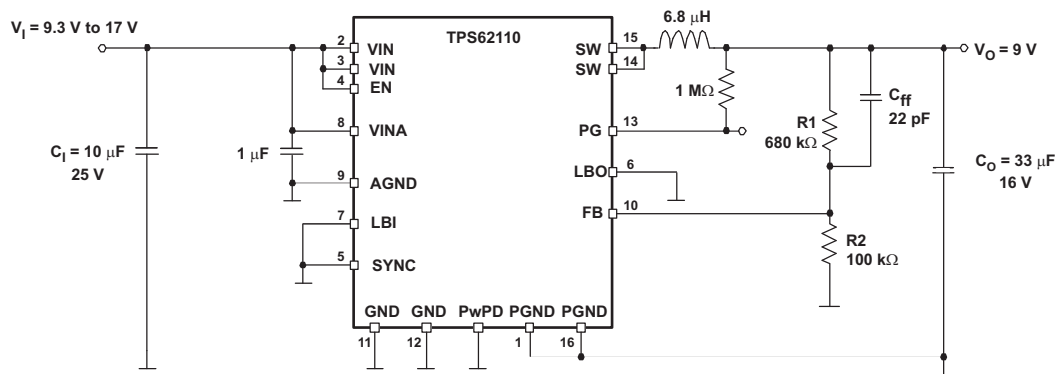 V_I = 9.3 V to 17 V
TPS62110
6.8 μH
2
VIN
3
VIN
4
EN
8
VINA
9
AGND
7
LBI
5
SYNC
15
SW
14
SW
13
PG
6
LBO
10
FB
V_O = 9 V
1 MΩ
C_ff
22 pF
R1
680 kΩ
R2
100 kΩ
C_O = 33 μF
16 V
C_I = 10 μF
25 V
1 μF
GND
GND
PwPD
PGND
PGND
11
12
1
16